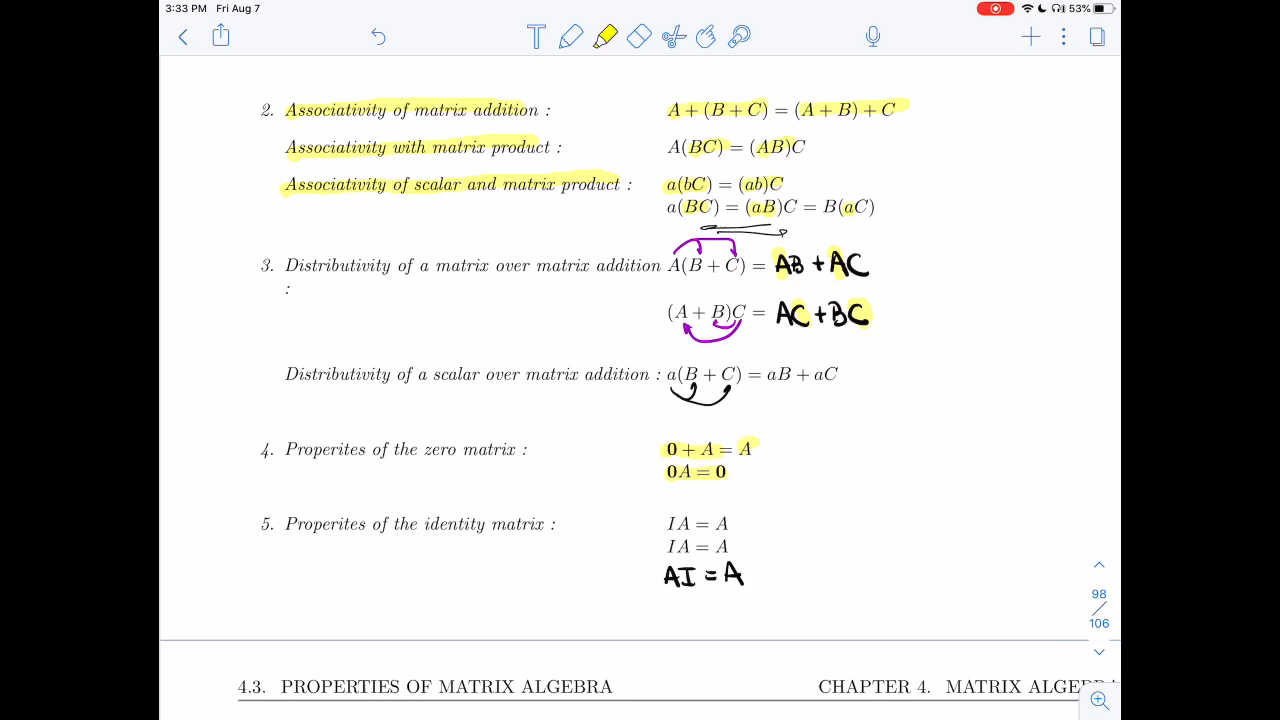 3:33 PM Fri Aug 7 53%
2. Associativity of matrix addition : A + (B + C) = (A + B) + C
Associativity with matrix product : A(BC) = (AB)C
Associativity of scalar and matrix product : a(bC) = (ab)C
a(BC) = (aB)C = B(aC)
3. Distributivity of a matrix over matrix addition A(B + C) = AB + AC
:
(A + B)C = AC + BC
Distributivity of a scalar over matrix addition : a(B + C) = aB + aC
4. Properites of the zero matrix : 0 + A = A
0A = 0
5. Properites of the identity matrix : IA = A
IA = A
AI = A
98
106
4.3. PROPERTIES OF MATRIX ALGEBRA CHAPTER 4. MATRIX ALGEBRA